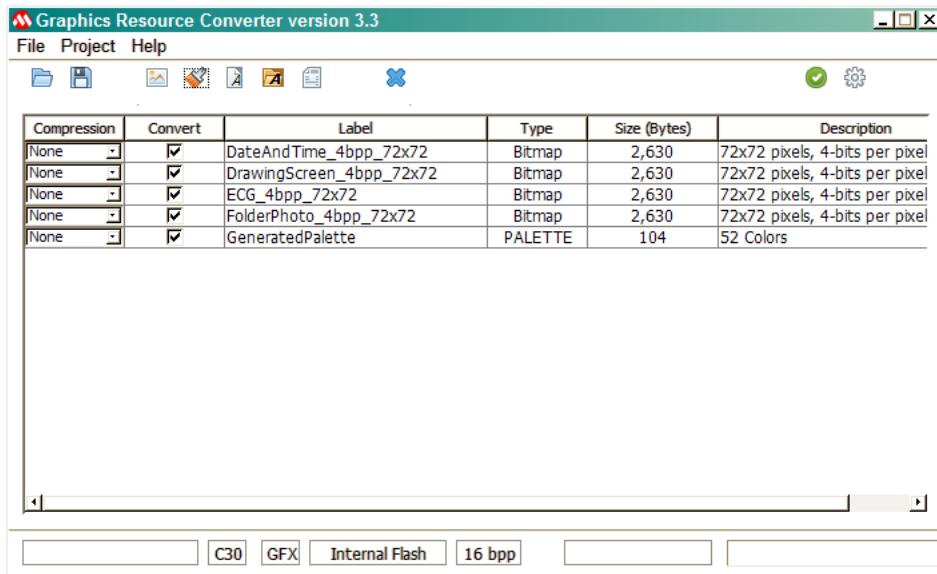 Graphics Resource Converter version 3.3
File Project Help
Compression Convert Label Type Size (Bytes) Description
None DateAndTime_4bpp_72x72 Bitmap 2,630 72x72 pixels, 4-bits per pixel
None DrawingScreen_4bpp_72x72 Bitmap 2,630 72x72 pixels, 4-bits per pixel
None ECG_4bpp_72x72 Bitmap 2,630 72x72 pixels, 4-bits per pixel
None FolderPhoto_4bpp_72x72 Bitmap 2,630 72x72 pixels, 4-bits per pixel
None GeneratedPalette PALETTE 104 52 Colors
C30 GFX Internal Flash 16 bpp